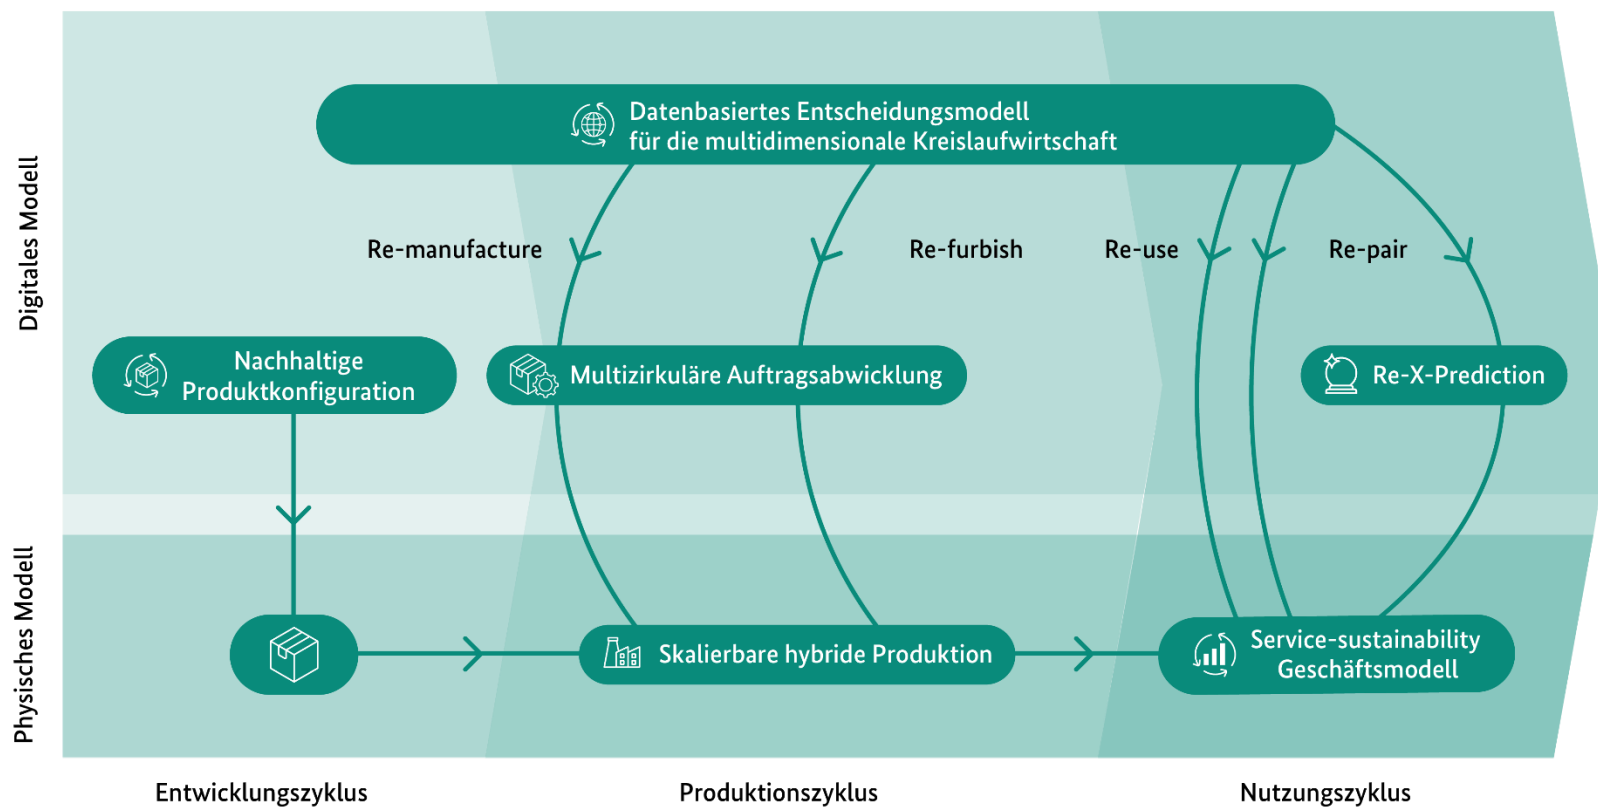 Digitales Modell
Datenbasiertes Entscheidungsmodell
für die multidimensionale Kreislaufwirtschaft
Re-manufacture
Re-furbish
Re-use
Re-pair
Nachhaltige
Produktkonfiguration
Multizirkuläre Auftragsabwicklung
Re-X-Prediction
Physisches Modell
Skalierbare hybride Produktion
Service-sustainability
Geschäftsmodell
Entwicklungszyklus
Produktionszyklus
Nutzungszyklus